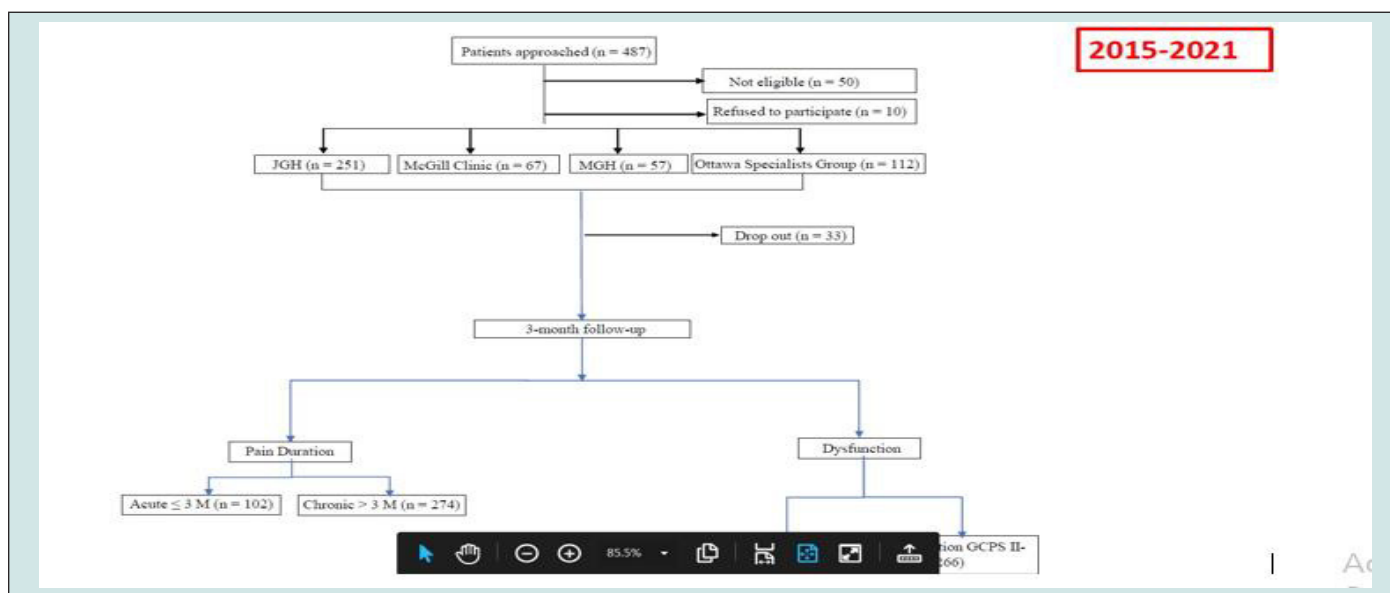 2015-2021
Patients approached (n = 487)
Not eligible (n = 50)
Refused to participate (n = 10)
JGH (n = 251)
McGill Clinic (n = 67)
MGH (n = 57)
Ottawa Specialists Group (n = 112)
Drop out (n = 33)
3-month follow-up
Pain Duration
Dysfunction
Acute ≤ 3 M (n = 102)
Chronic > 3 M (n = 274)
85.5%
GCPS II-